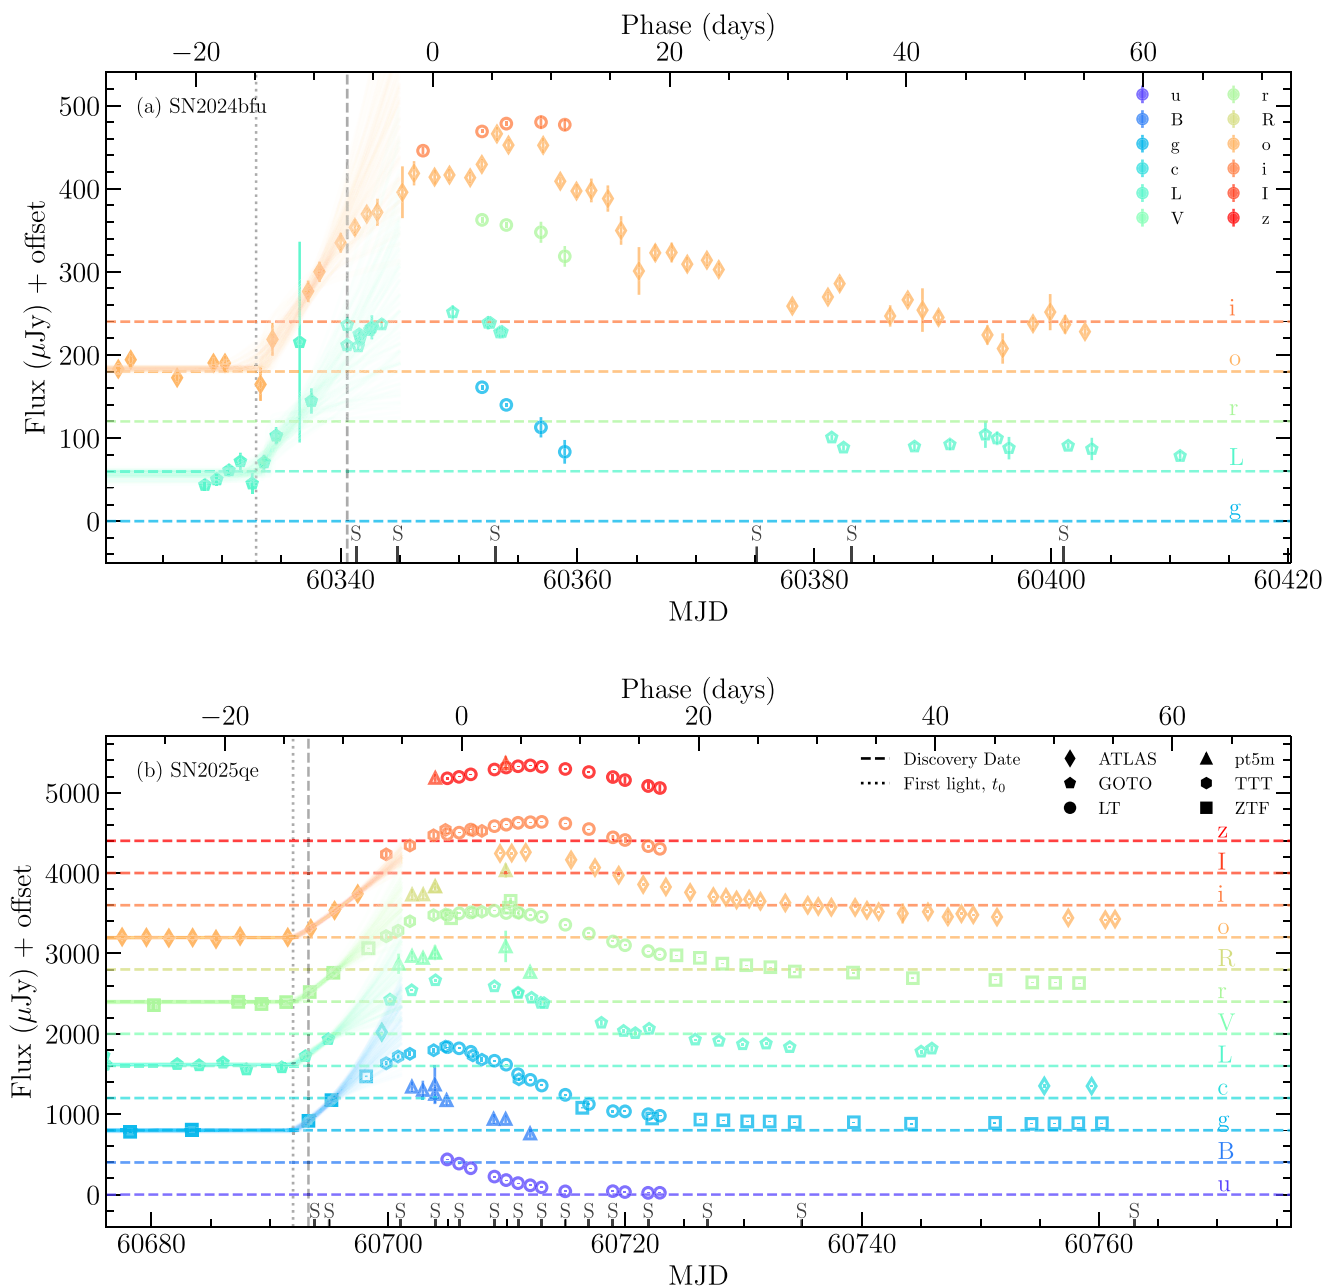 Phase (days)
−20 0 20 40 60
(a) SN2024bfu
u r
B R
g o
c i
L I
V z
Flux (μJy) + offset
500
400
300
200
100
0
i
o
r
L
g
S S S S S S
60340 60360 60380 60400 60420
MJD
Phase (days)
−20 0 20 40 60
(b) SN2025qe
Discovery Date
First light, t₀
ATLAS pt5m
GOTO TTT
LT ZTF
Flux (μJy) + offset
5000
4000
3000
2000
1000
0
z
I
i
o
R
r
V
L
c
g
B
u
S S S S S S S S S S S S S S S
60680 60700 60720 60740 60760
MJD